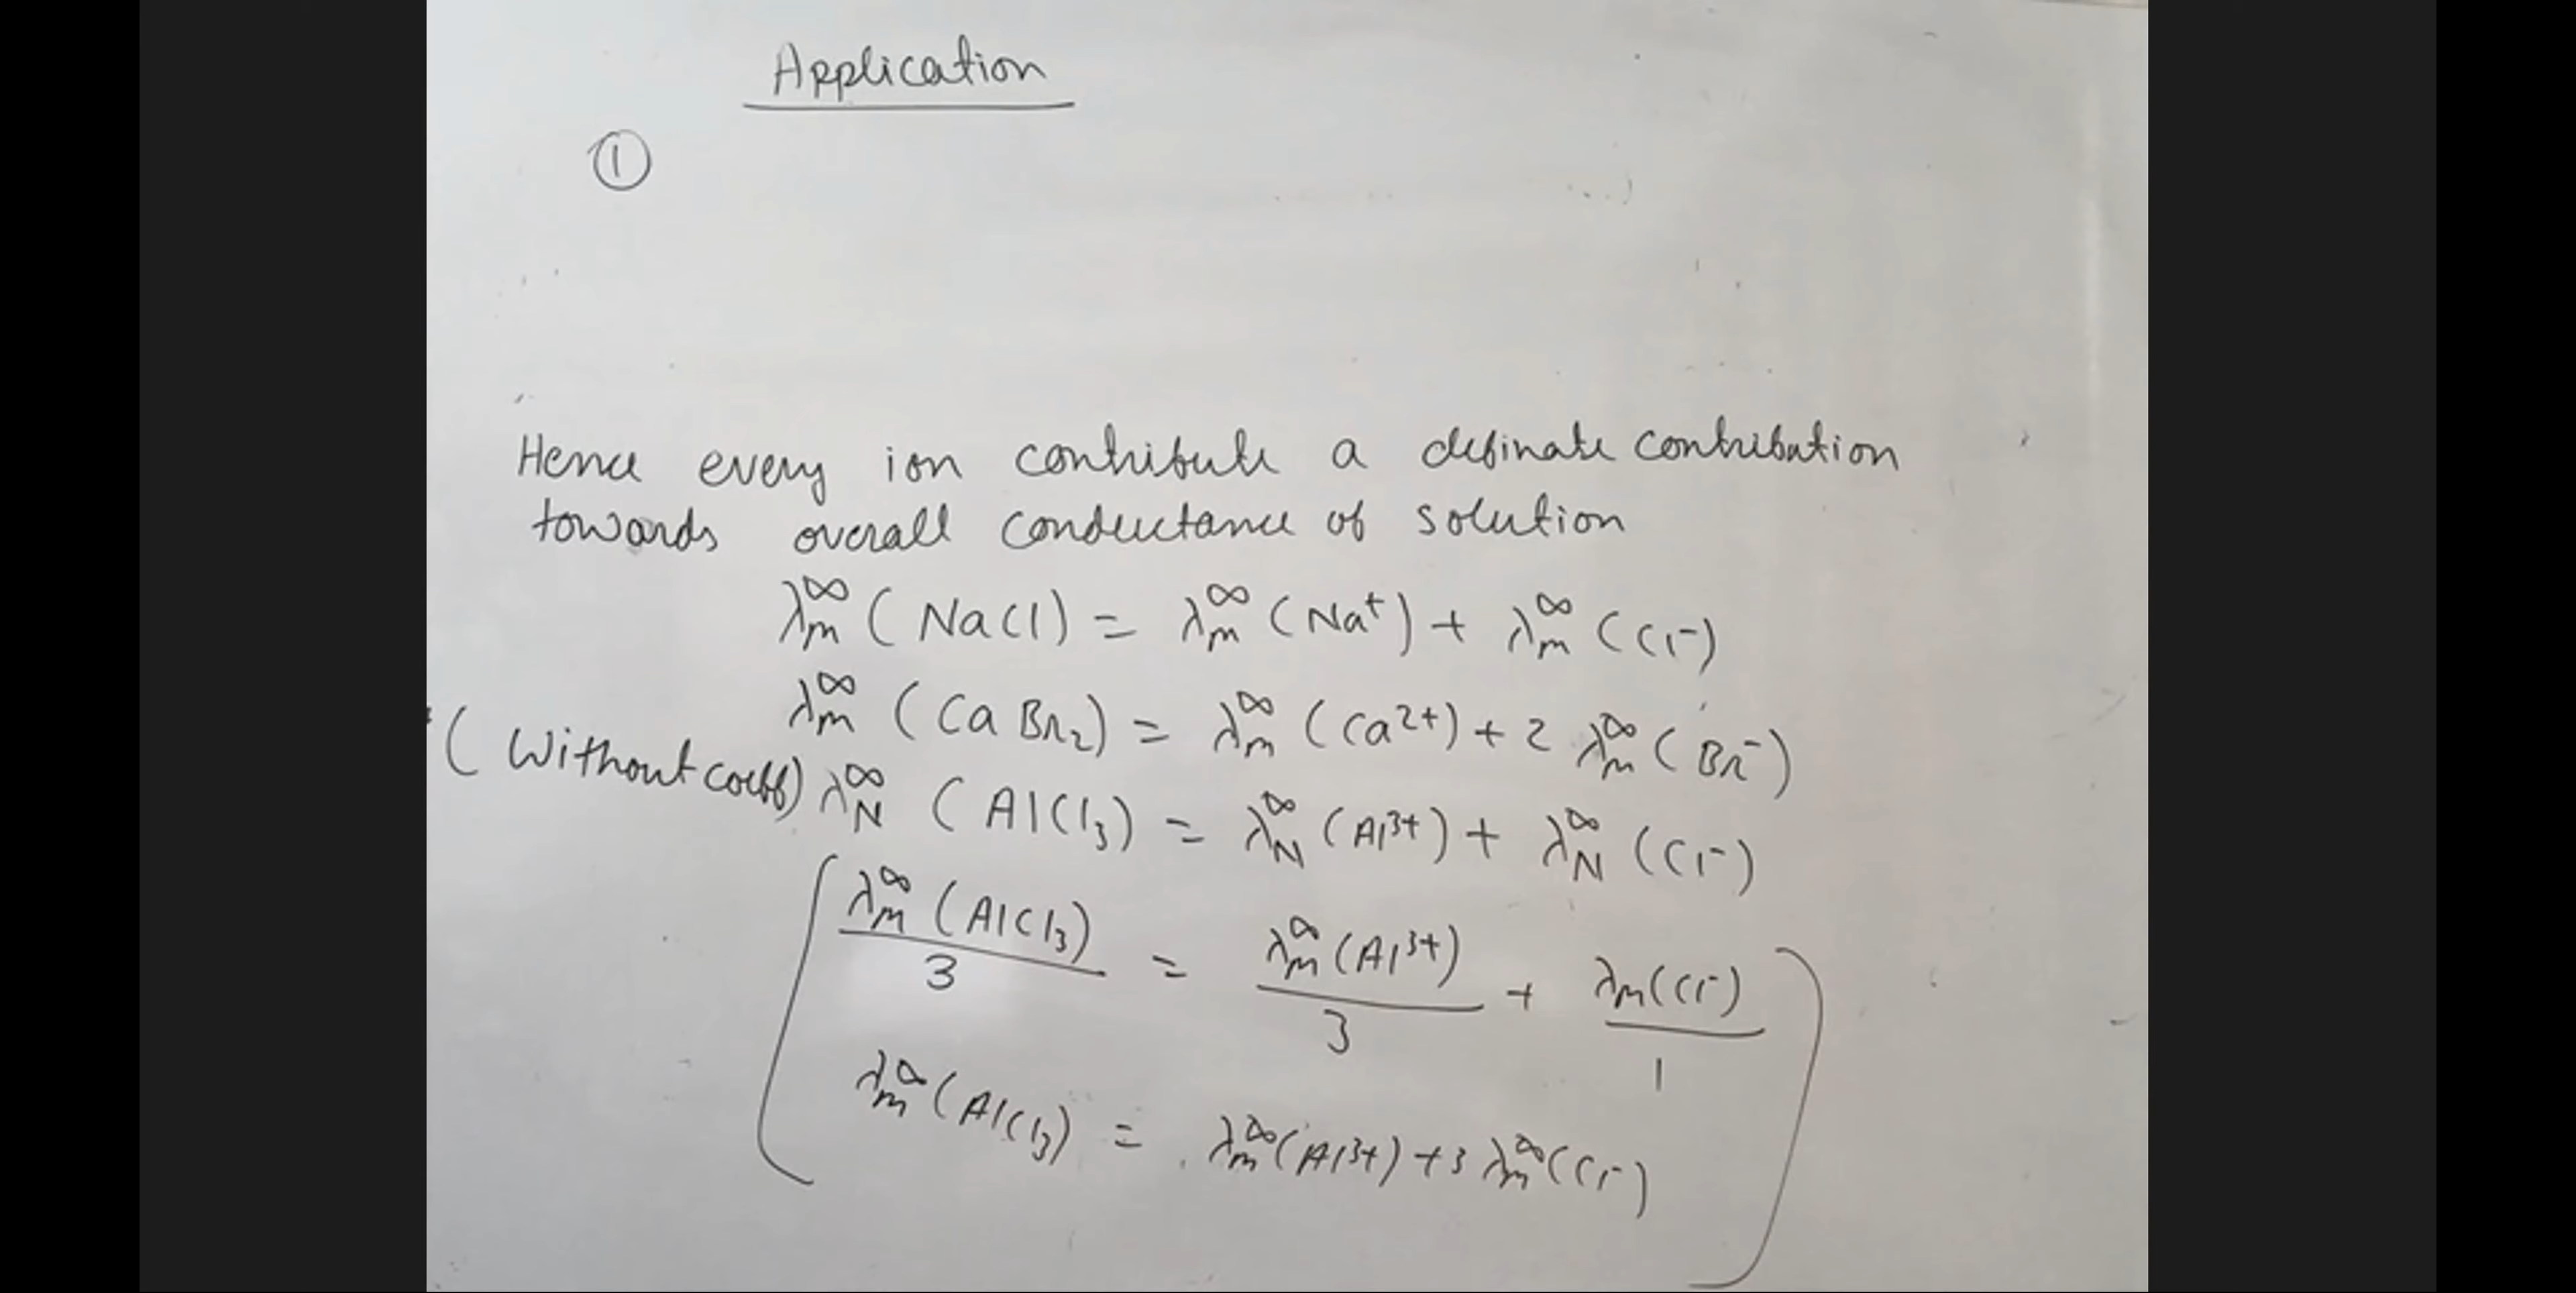 Application
①
Hence every ion contribute a definate contribution
towards overall conductance of solution
λm∞ (NaCl) = λm∞ (Na+) + λm∞ (Cl-)
λm∞ (CaBr2) = λm∞ (Ca2+) + 2 λm∞ (Br-)
(Without coeff) λN∞ (AlCl3) = λN∞ (Al3+) + λN∞ (Cl-)
λm∞ (AlCl3)/3 = λm∞ (Al3+)/3 + λm(Cl-)/1
λm∞ (AlCl3) = λm∞ (Al3+) + 3 λm∞ (Cl-)